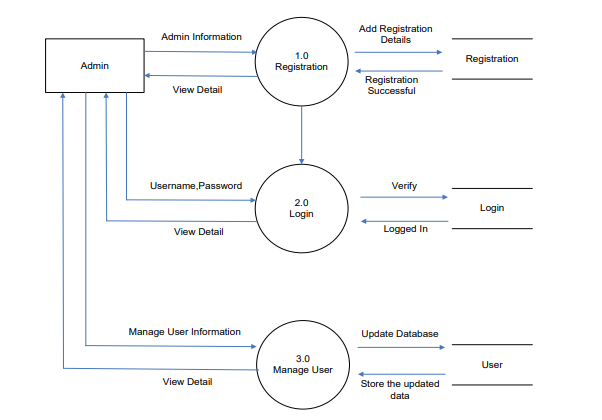 Admin Information
Add Registration
Details
Admin
1.0
Registration
Registration
View Detail
Registration
Successful
Username,Password
Verify
2.0
Login
Login
View Detail
Logged In
Manage User Information
Update Database
3.0
Manage User
User
View Detail
Store the updated
data